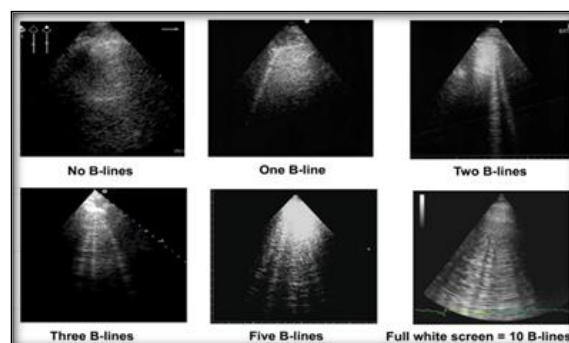 No B-lines
One B-line
Two B-lines
Three B-lines
Five B-lines
Full white screen = 10 B-lines